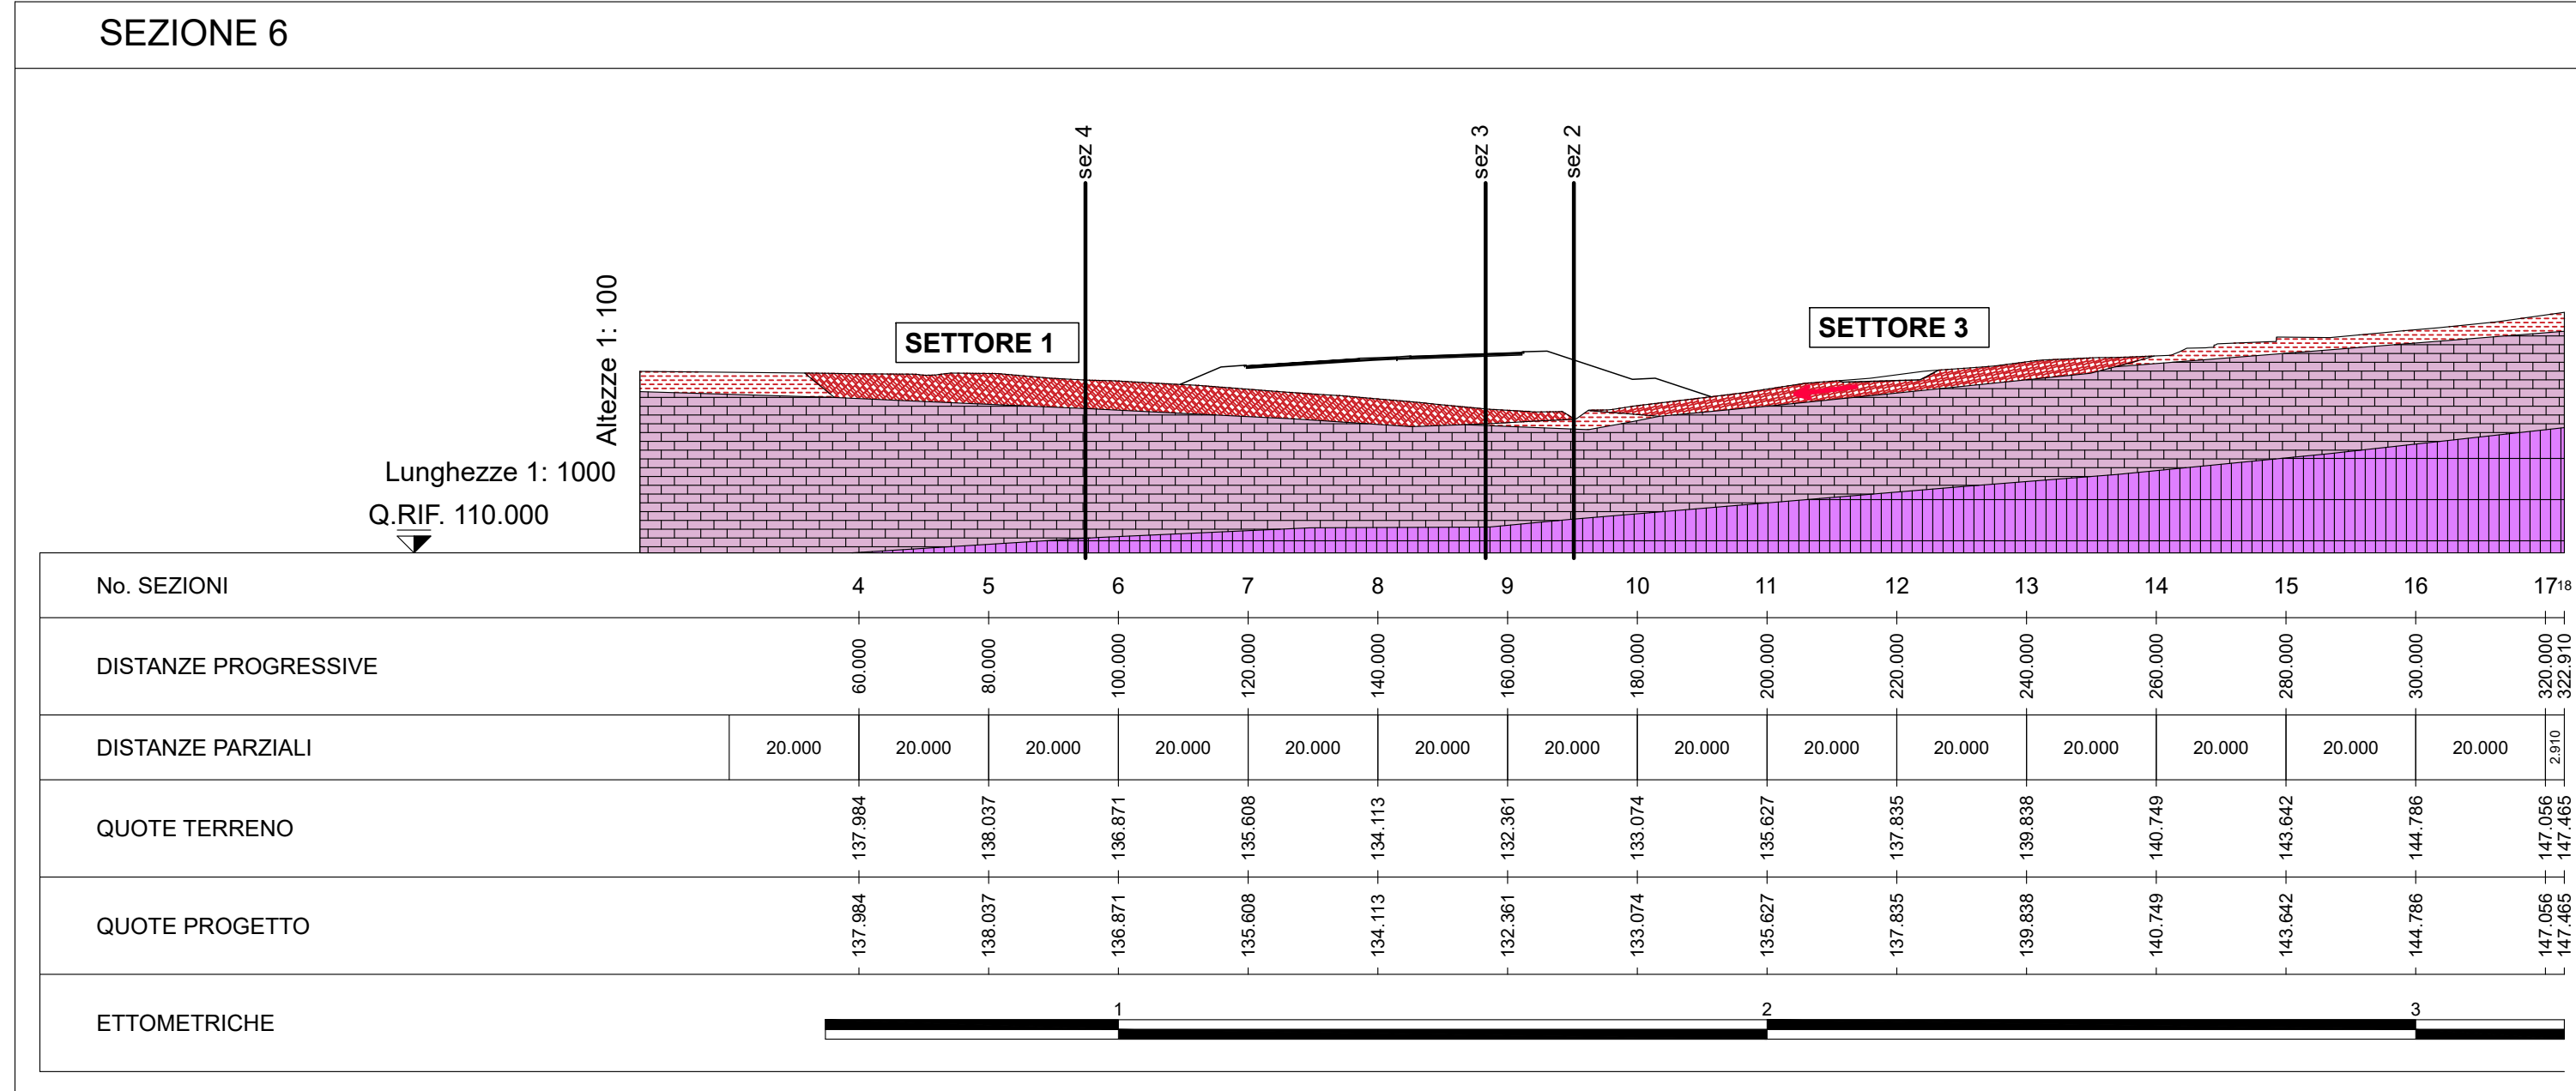 SEZIONE 6
sez 4
sez 3
sez 2
Altezze 1: 100
SETTORE 1
SETTORE 3
Lunghezze 1: 1000
Q.RIF. 110.000
No. SEZIONI 4 5 6 7 8 9 10 11 12 13 14 15 16 17 18
DISTANZE PROGRESSIVE 60.000 80.000 100.000 120.000 140.000 160.000 180.000 200.000 220.000 240.000 260.000 280.000 300.000 320.000 322.910
DISTANZE PARZIALI 20.000 20.000 20.000 20.000 20.000 20.000 20.000 20.000 20.000 20.000 20.000 20.000 20.000 20.000 2.910
QUOTE TERRENO 137.984 138.037 136.871 135.608 134.113 132.361 133.074 135.627 137.835 139.838 140.749 143.642 144.786 147.056 147.465
QUOTE PROGETTO 137.984 138.037 136.871 135.608 134.113 132.361 133.074 135.627 137.835 139.838 140.749 143.642 144.786 147.056 147.465
ETTOMETRICHE 1 2 3